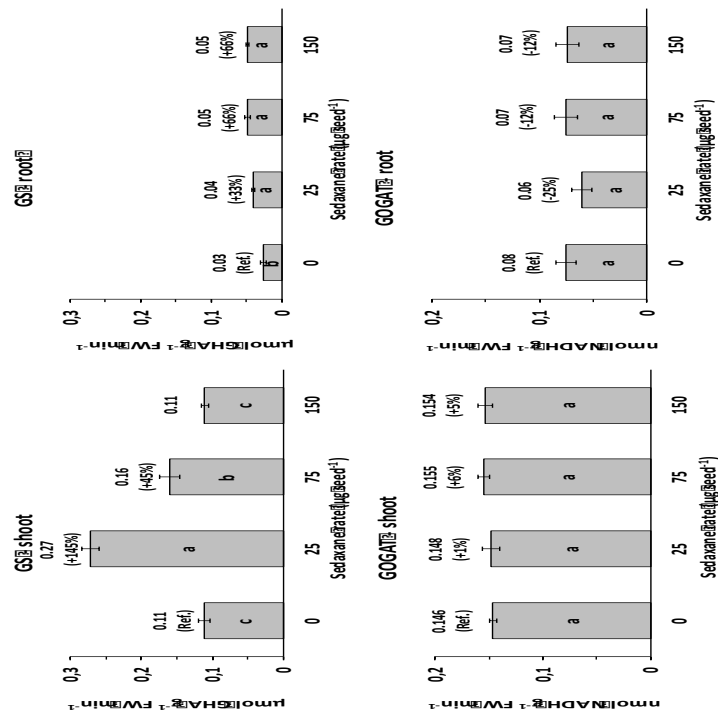 GS shoot
µmol GHA g⁻¹ FW min⁻¹
0,3
0,2
0,1
0
0.11
(Ref.)
0.27
(+145%)
0.16
(+45%)
0.11
c
a
b
c
0 25 75 150
Sedaxane rate (µg seed⁻¹)
GS root
µmol GHA g⁻¹ FW min⁻¹
0,3
0,2
0,1
0
0.03
(Ref.)
0.04
(+33%)
0.05
(+66%)
0.05
(+66%)
b
a
a
a
0 25 75 150
Sedaxane rate (µg seed⁻¹)
GOGAT shoot
nmol NADH g⁻¹ FW min⁻¹
0,2
0,1
0
0.146
(Ref.)
0.148
(+1%)
0.155
(+6%)
0.154
(+5%)
a
a
a
a
0 25 75 150
Sedaxane rate (µg seed⁻¹)
GOGAT root
nmol NADH g⁻¹ FW min⁻¹
0,2
0,1
0
0.08
(Ref.)
0.06
(-25%)
0.07
(-12%)
0.07
(-12%)
a
a
a
a
0 25 75 150
Sedaxane rate (µg seed⁻¹)